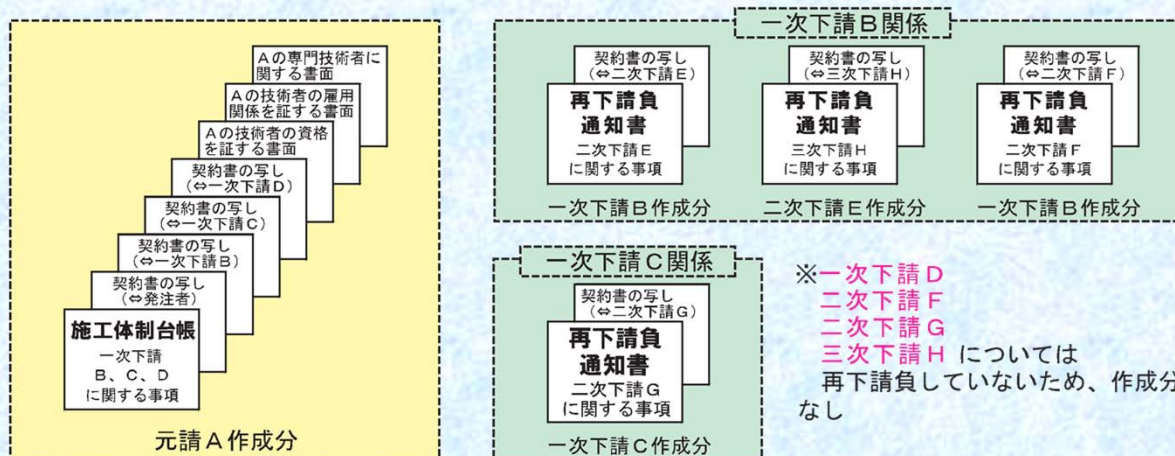 Aの専門技術者に
関する書面
Aの技術者の雇用
関係を証する書面
Aの技術者の資格
を証する書面
契約書の写し
(⇔一次下請D)
契約書の写し
(⇔一次下請C)
契約書の写し
(⇔一次下請B)
契約書の写し
(⇔発注者)
施工体制台帳
一次下請
B、C、D
に関する事項
元請A作成分
一次下請B関係
契約書の写し
(⇔二次下請E)
再下請負
通知書
二次下請E
に関する事項
一次下請B作成分
契約書の写し
(⇔三次下請H)
再下請負
通知書
三次下請H
に関する事項
二次下請E作成分
契約書の写し
(⇔二次下請F)
再下請負
通知書
二次下請F
に関する事項
一次下請B作成分
一次下請C関係
契約書の写し
(⇔二次下請G)
再下請負
通知書
二次下請G
に関する事項
一次下請C作成分
※一次下請D
二次下請F
二次下請G
三次下請H については
再下請負していないため、作成分
なし